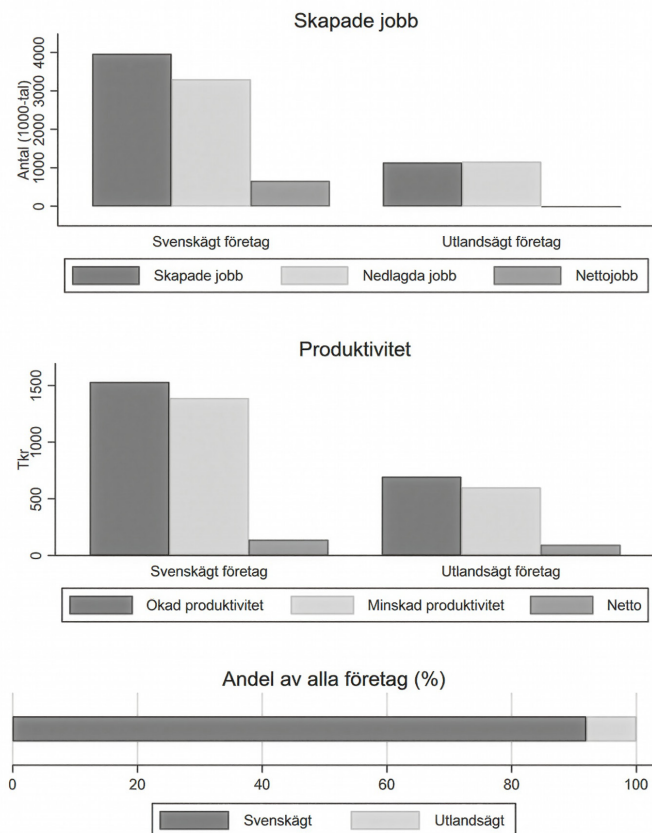 Skapade jobb
Antal (1000-tal)
4000
3000
2000
1000
0
Svenskägt företag Utlandsägt företag
Skapade jobb Nedlagda jobb Nettojobb
Produktivitet
Tkr
1500
1000
500
0
Svenskägt företag Utlandsägt företag
Okad produktivitet Minskad produktivitet Netto
Andel av alla företag (%)
0 20 40 60 80 100
Svenskägt Utlandsägt